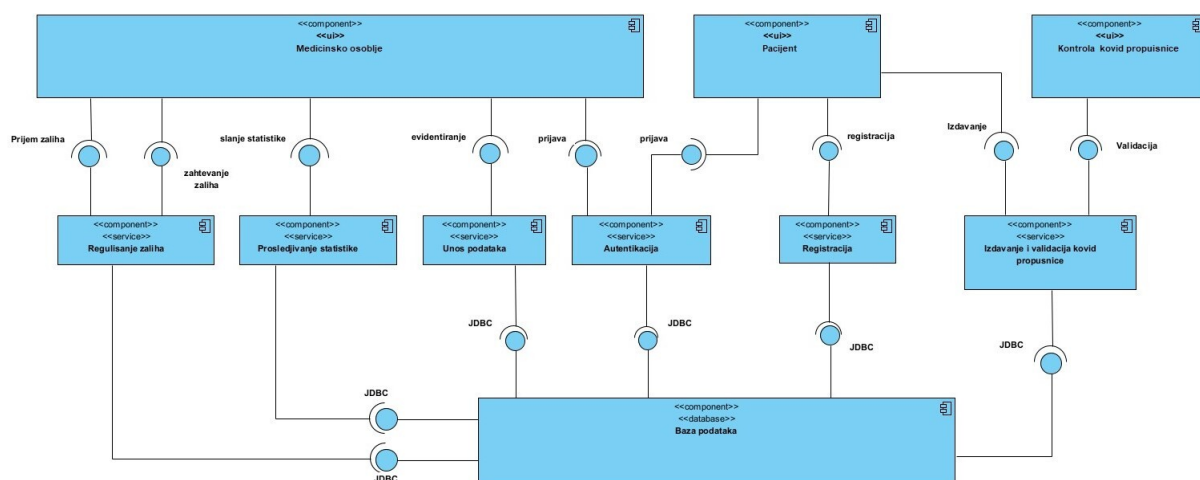 <<component>>
<<ui>>
Medicinsko osoblje
<<component>>
<<ui>>
Pacijent
<<component>>
<<ui>>
Kontrola kovid propuisnice
Prijem zaliha
zahtevanje
zaliha
slanje statistike
evidentiranje
prijava
prijava
registracija
Izdavanje
Validacija
<<component>>
<<service>>
Regulisanje zaliha
<<component>>
<<service>>
Prosledjivanje statistike
<<component>>
<<service>>
Unos podataka
<<component>>
<<service>>
Autentikacija
<<component>>
<<service>>
Registracija
<<component>>
<<service>>
Izdavanje i validacija kovid
propusnice
JDBC
JDBC
JDBC
JDBC
JDBC
JDBC
<<component>>
<<database>>
Baza podataka